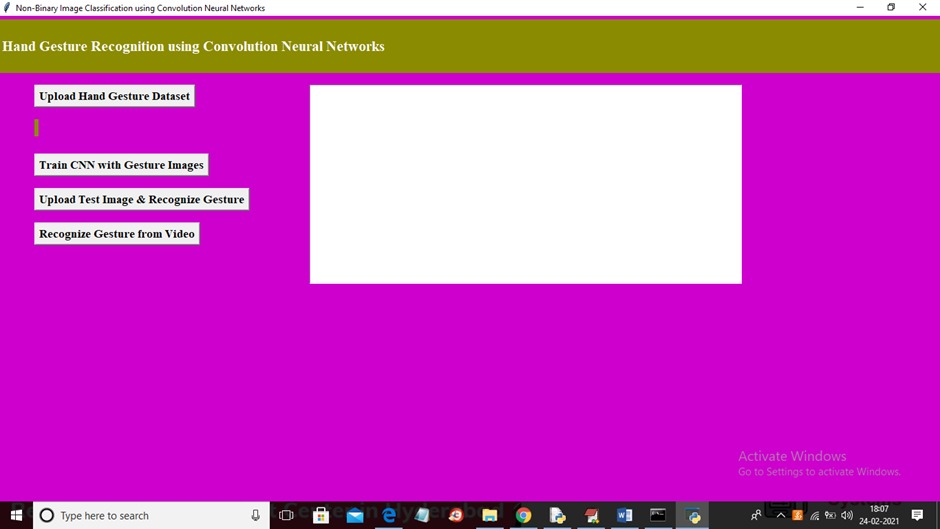 Non-Binary Image Classification using Convolution Neural Networks
Hand Gesture Recognition using Convolution Neural Networks
Upload Hand Gesture Dataset
Train CNN with Gesture Images
Upload Test Image & Recognize Gesture
Recognize Gesture from Video
Activate Windows
Go to Settings to activate Windows.
Type here to search
18:07
24-02-2021